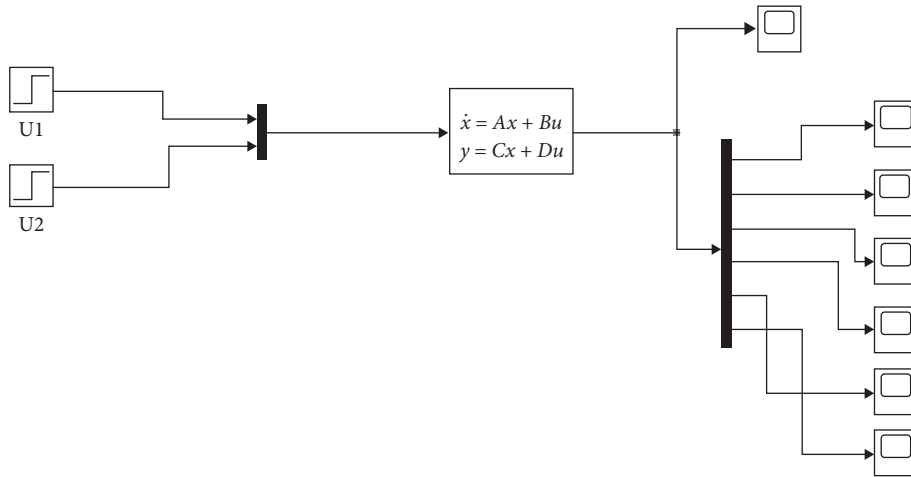 U1
U2
ẋ = Ax + Bu
y = Cx + Du